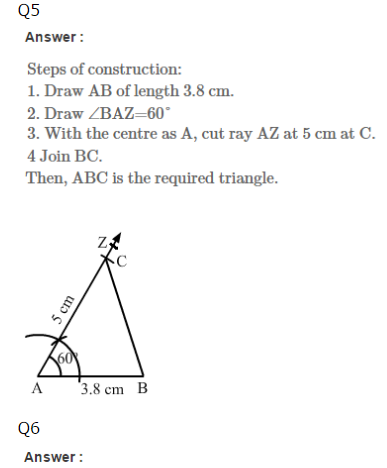 Q5
Answer :
Steps of construction:
1. Draw AB of length 3.8 cm.
2. Draw ∠BAZ=60°
3. With the centre as A, cut ray AZ at 5 cm at C.
4 Join BC.
Then, ABC is the required triangle.
Z
C
5 cm
60°
A 3.8 cm B
Q6
Answer :